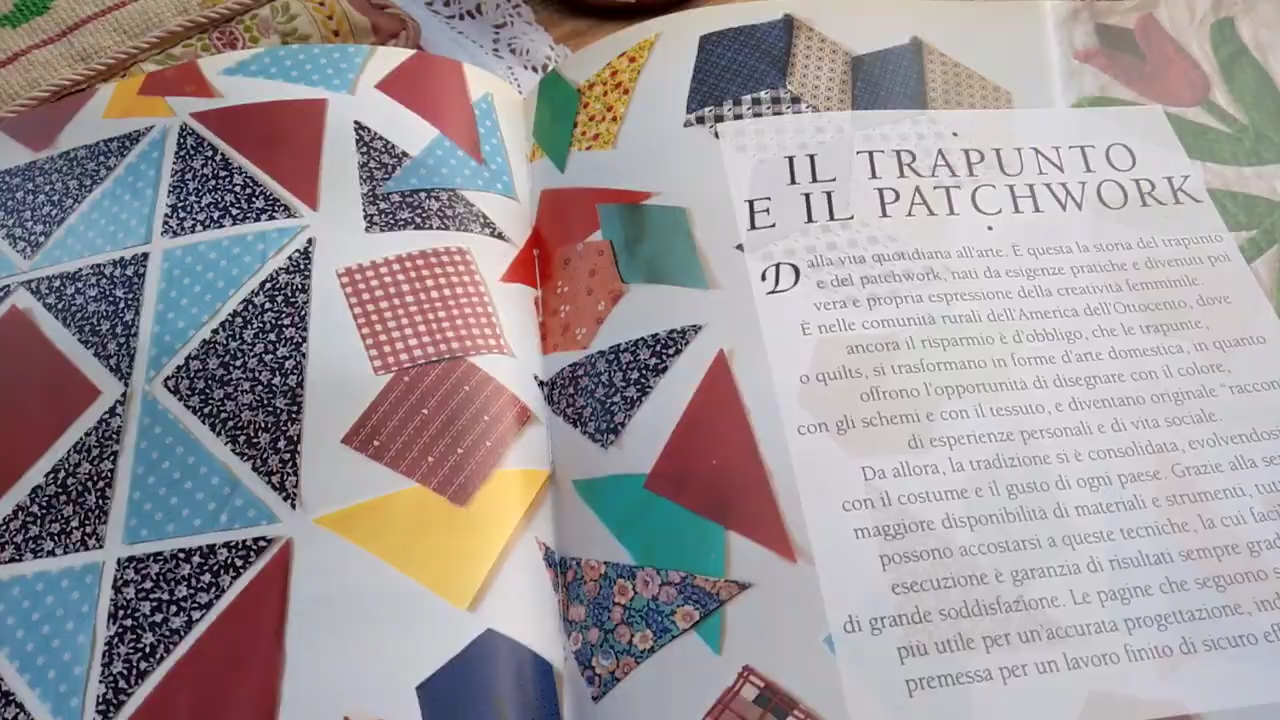 IL TRAPUNTO
E IL PATCHWORK
Dalla vita quotidiana all'arte. È questa la storia del trapunto
e del patchwork, nati da esigenze pratiche e divenuti poi
vera e propria espressione della creatività femminile.
È nelle comunità rurali dell'America dell'Ottocento, dove
ancora il risparmio è d'obbligo, che le trapunte,
o quilts, si trasformano in forme d'arte domestica, in quanto
offrono l'opportunità di disegnare con il colore,
con gli schemi e con il tessuto, e diventano originale "raccon
di esperienze personali e di vita sociale.
Da allora, la tradizione si è consolidata, evolvendosi
con il costume e il gusto di ogni paese. Grazie alla se
maggiore disponibilità di materiali e strumenti, tut
possono accostarsi a queste tecniche, la cui faci
esecuzione è garanzia di risultati sempre grad
di grande soddisfazione. Le pagine che seguono s
più utile per un'accurata progettazione, ind
premessa per un lavoro finito di sicuro eff